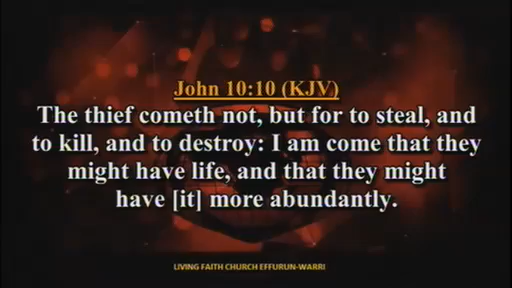 John 10:10 (KJV)
The thief cometh not, but for to steal, and
to kill, and to destroy: I am come that they
might have life, and that they might
have [it] more abundantly.
LIVING FAITH CHURCH EFFURUN-WARRI